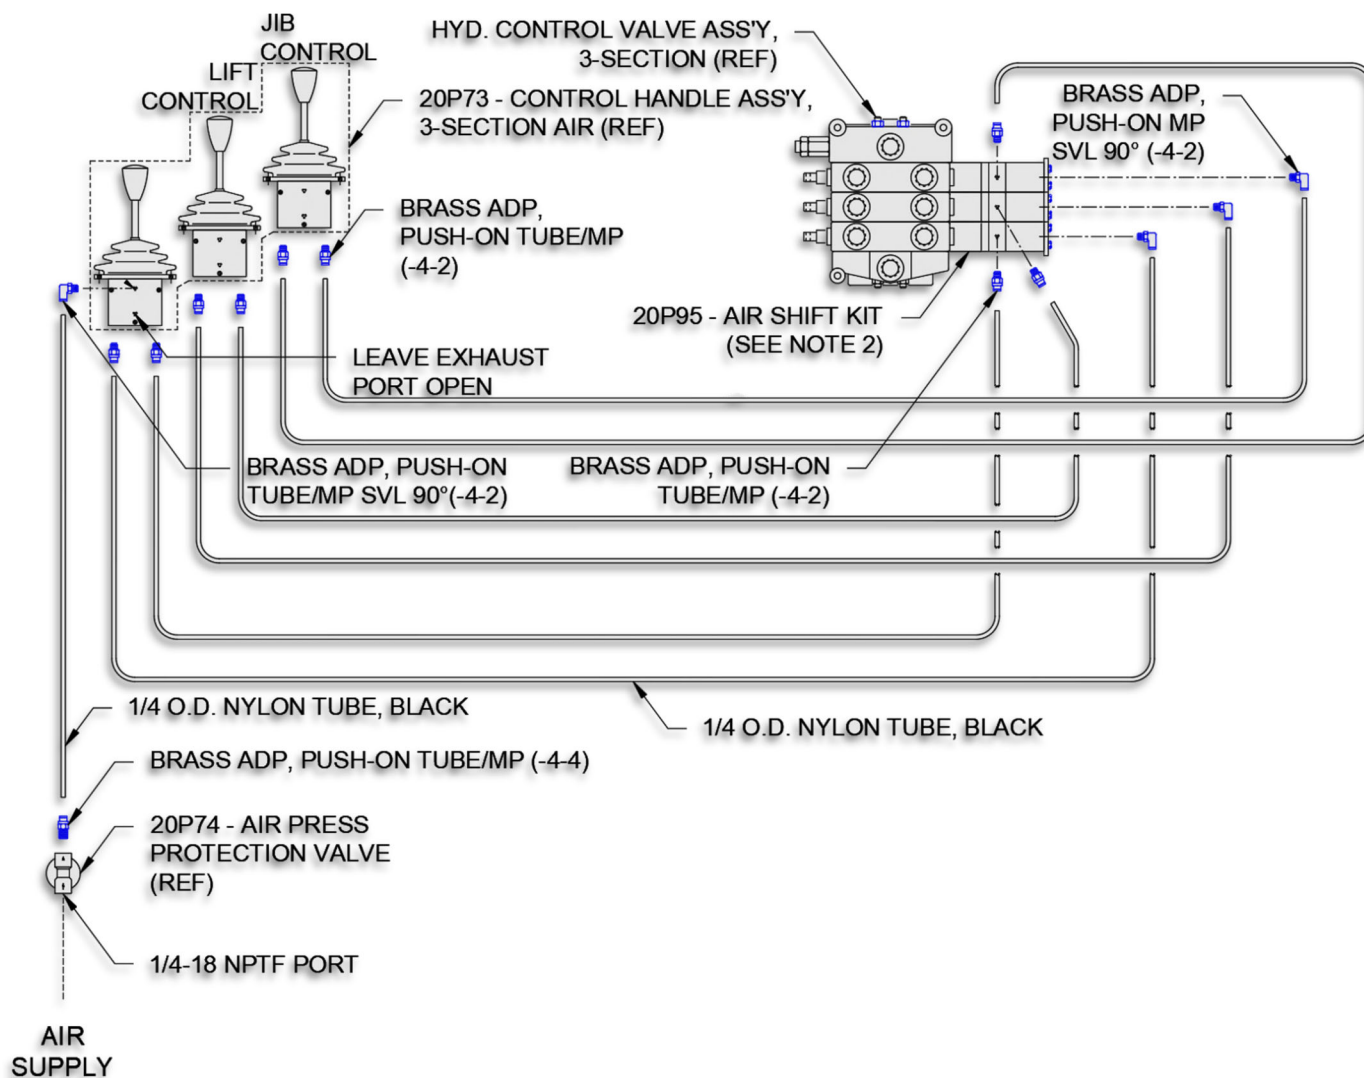 JIB
CONTROL
LIFT
CONTROL
HYD. CONTROL VALVE ASS'Y,
3-SECTION (REF)
20P73 - CONTROL HANDLE ASS'Y,
3-SECTION AIR (REF)
BRASS ADP,
PUSH-ON MP
SVL 90° (-4-2)
BRASS ADP,
PUSH-ON TUBE/MP
(-4-2)
20P95 - AIR SHIFT KIT
(SEE NOTE 2)
LEAVE EXHAUST
PORT OPEN
BRASS ADP, PUSH-ON
TUBE/MP SVL 90°(-4-2)
BRASS ADP, PUSH-ON
TUBE/MP (-4-2)
1/4 O.D. NYLON TUBE, BLACK
1/4 O.D. NYLON TUBE, BLACK
BRASS ADP, PUSH-ON TUBE/MP (-4-4)
20P74 - AIR PRESS
PROTECTION VALVE
(REF)
1/4-18 NPTF PORT
AIR
SUPPLY